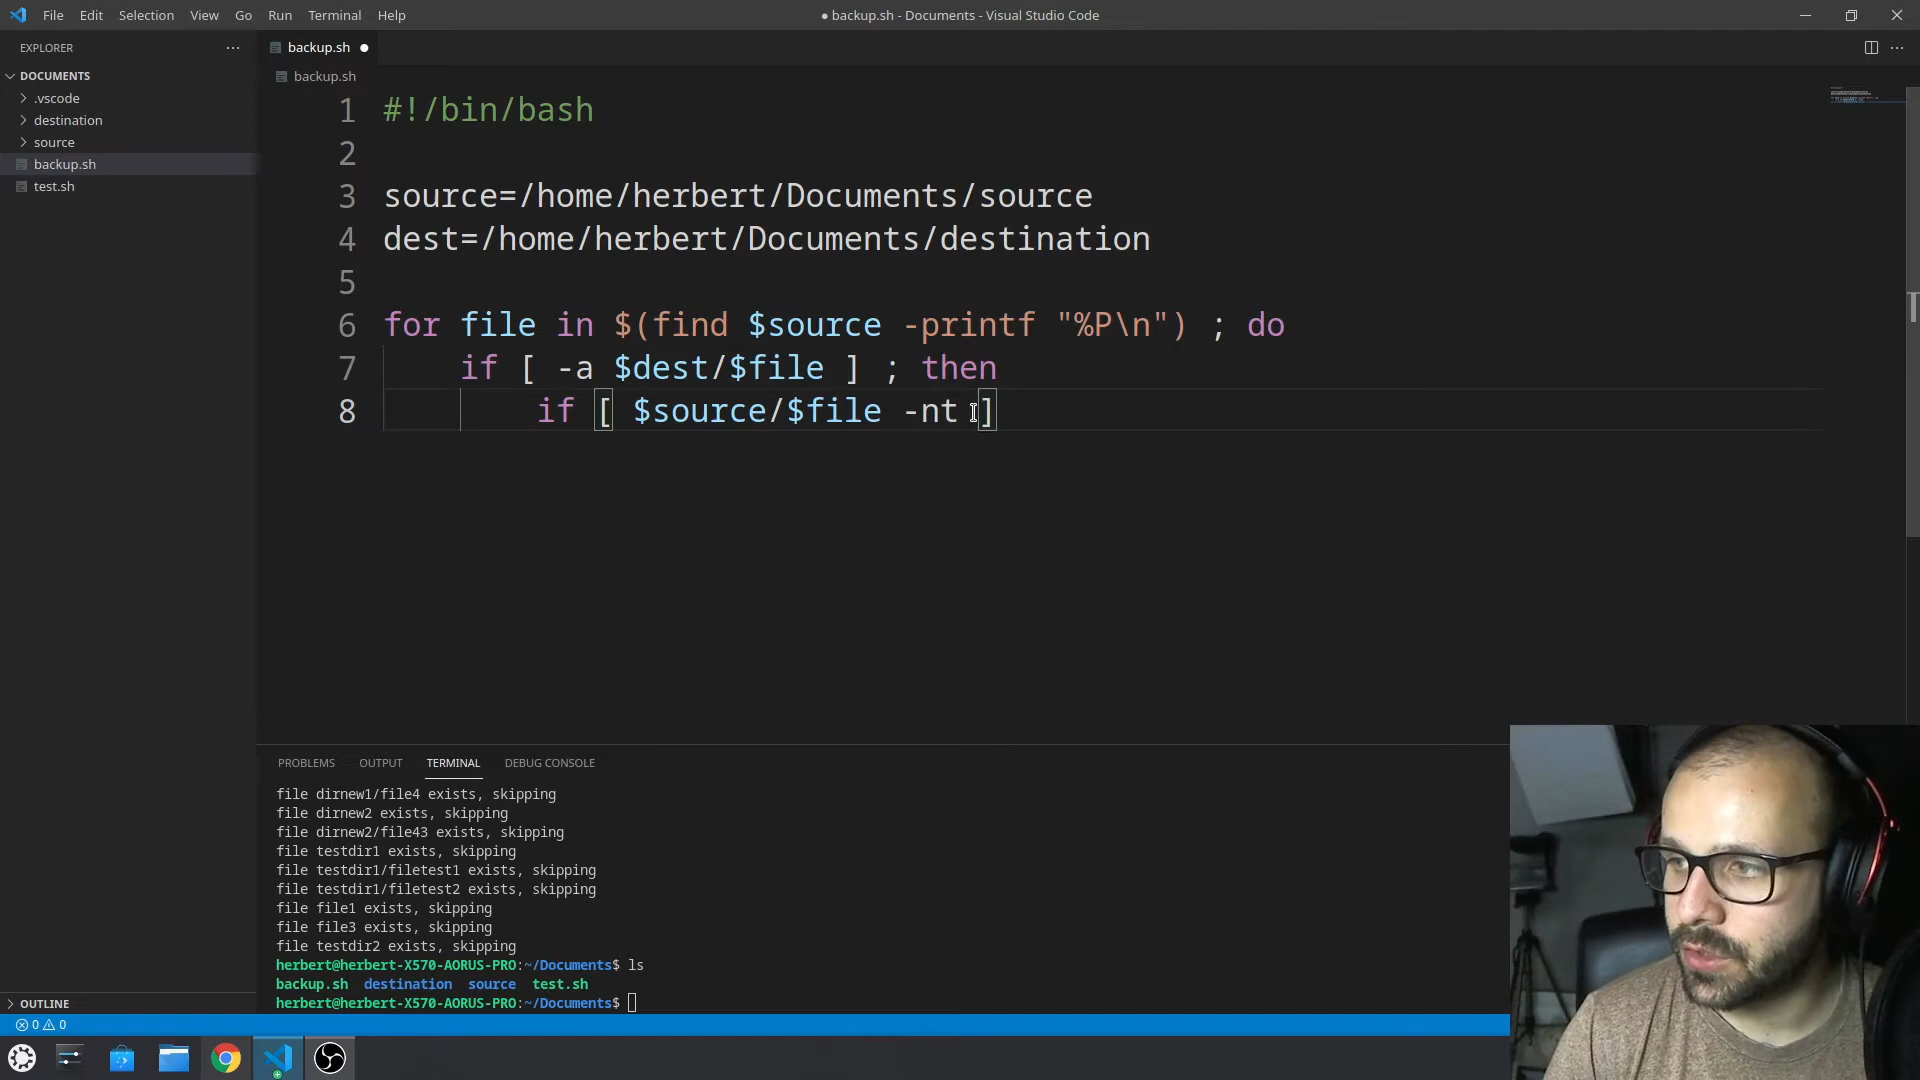 File Edit Selection View Go Run Terminal Help
● backup.sh - Documents - Visual Studio Code
EXPLORER
DOCUMENTS
.vscode
destination
source
backup.sh
test.sh
OUTLINE
backup.sh
backup.sh
1 #!/bin/bash
2
3 source=/home/herbert/Documents/source
4 dest=/home/herbert/Documents/destination
5
6 for file in $(find $source -printf "%P\n") ; do
7 if [ -a $dest/$file ] ; then
8 if [ $source/$file -nt ]
PROBLEMS OUTPUT TERMINAL DEBUG CONSOLE
file dirnew1/file4 exists, skipping
file dirnew2 exists, skipping
file dirnew2/file43 exists, skipping
file testdir1 exists, skipping
file testdir1/filetest1 exists, skipping
file testdir1/filetest2 exists, skipping
file file1 exists, skipping
file file3 exists, skipping
file testdir2 exists, skipping
herbert@herbert-X570-AORUS-PRO:~/Documents$ ls
backup.sh destination source test.sh
herbert@herbert-X570-AORUS-PRO:~/Documents$
0 0